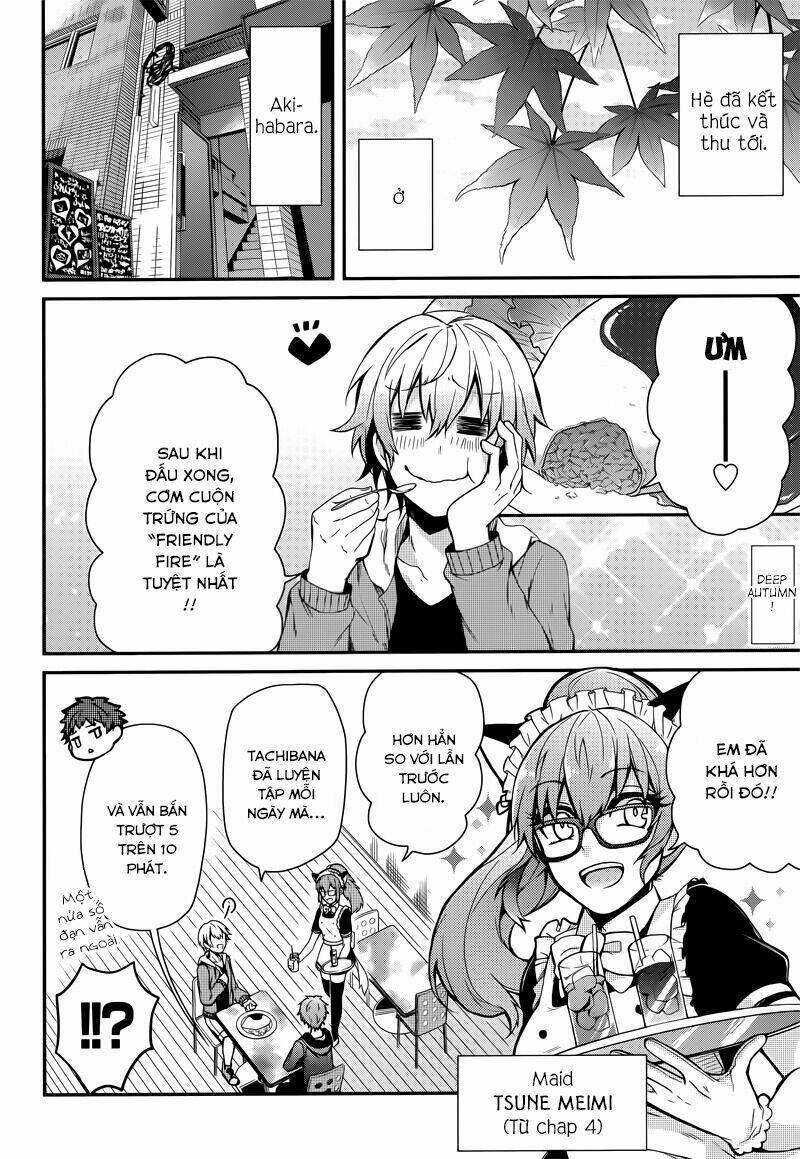 Hè đã kết
thúc và
thu tới.
Ở
Aki-
habara.
ƯM
DEEP
AUTUMN
!
SAU KHI
ĐẤU XONG,
CƠM CUỘN
TRỨNG CỦA
"FRIENDLY
FIRE" LÀ
TUYỆT NHẤT
!!
EM ĐÃ
KHÁ HƠN
RỒI ĐÓ!!
HƠN HẲN
SO VỚI LẦN
TRƯỚC
LUÔN.
TACHIBANA
ĐÃ LUYỆN
TẬP MỖI
NGÀY MÀ...
VÀ VẪN BẮN
TRƯỢT 5
TRÊN 10
PHÁT.
Một
nửa số
đạn vẫn
ra ngoài.
?
!!?
Maid
TSUNE MEIMI
(Từ chap 4)